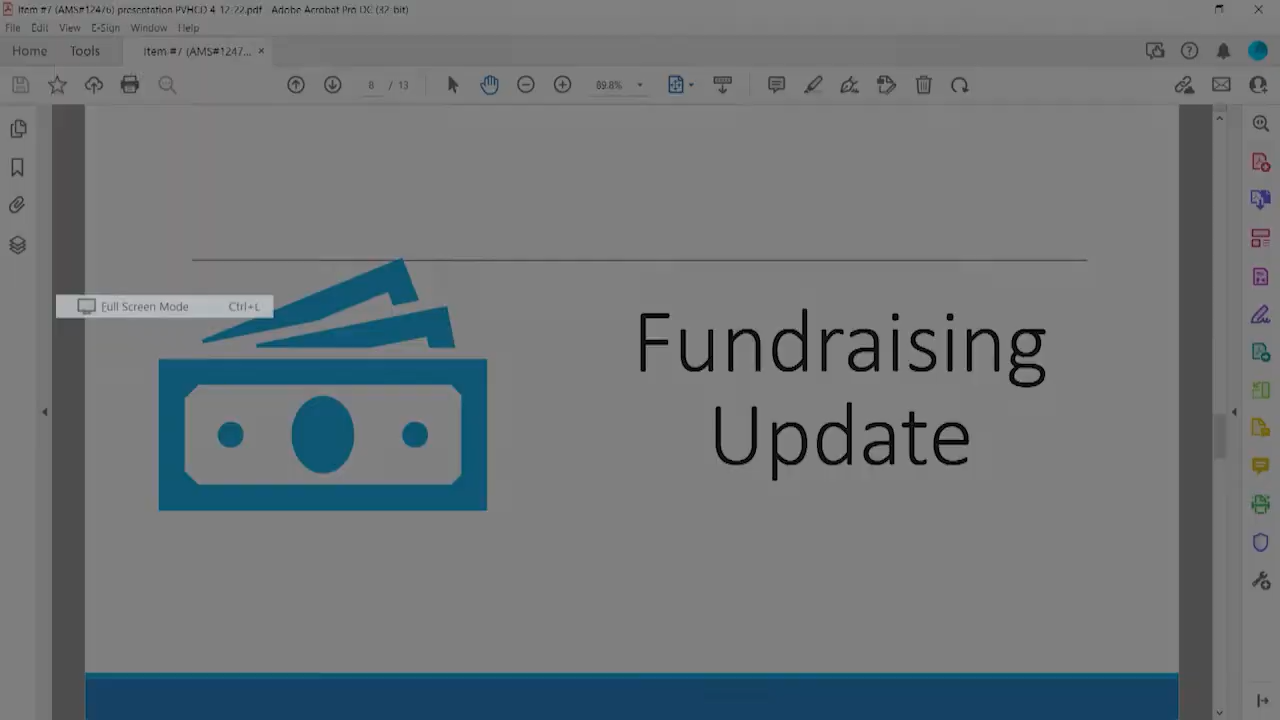 Item #7 (AMS#12476) presentation PVHCD 4-12-22.pdf - Adobe Acrobat Pro DC (32-bit)
File Edit View E-Sign Window Help
Home Tools Item #7 (AMS#1247... ×
8 / 13 89.8%
Full Screen Mode Ctrl+L
Fundraising
Update